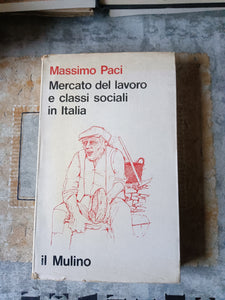 Massimo Paci
Mercato del lavoro
e classi sociali
in Italia
il Mulino